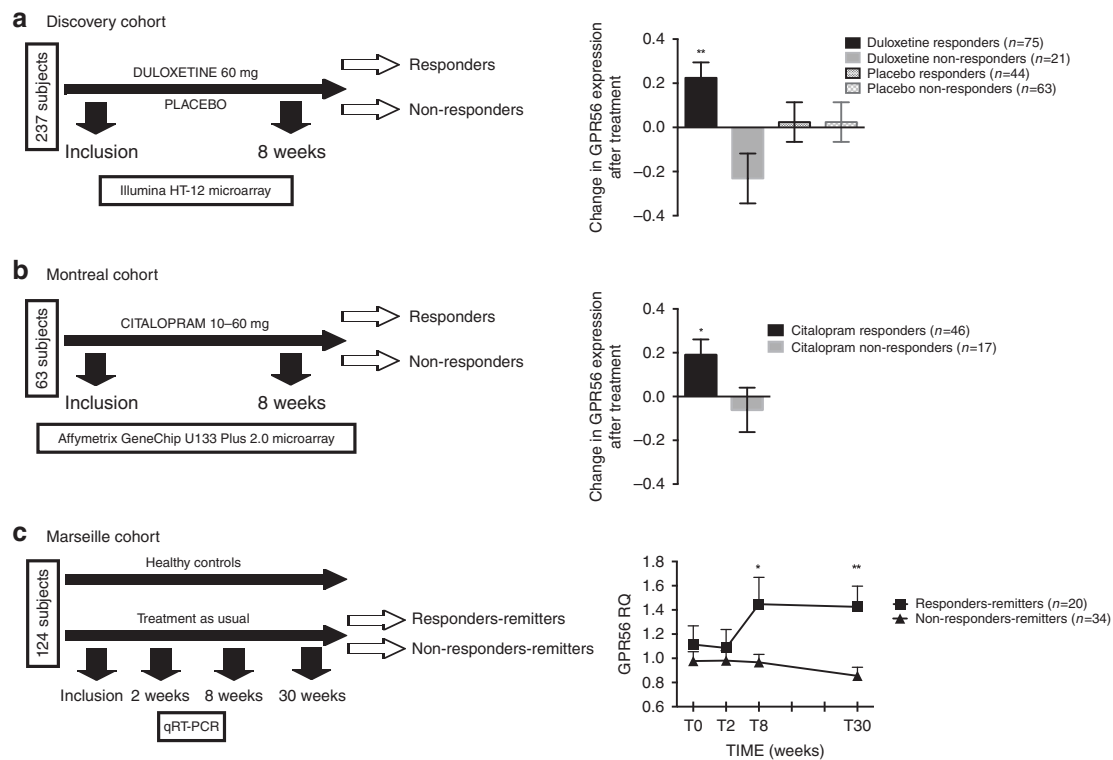 a Discovery cohort
237 subjects
DULOXETINE 60 mg
PLACEBO
Responders
Non-responders
Inclusion
8 weeks
Illumina HT-12 microarray
Change in GPR56 expression
after treatment
0.4
0.2
0.0
–0.2
–0.4
**
Duloxetine responders (n=75)
Duloxetine non-responders (n=21)
Placebo responders (n=44)
Placebo non-responders (n=63)
b Montreal cohort
63 subjects
CITALOPRAM 10–60 mg
Responders
Non-responders
Inclusion
8 weeks
Affymetrix GeneChip U133 Plus 2.0 microarray
Change in GPR56 expression
after treatment
0.4
0.2
0.0
–0.2
–0.4
*
Citalopram responders (n=46)
Citalopram non-responders (n=17)
c Marseille cohort
124 subjects
Healthy controls
Treatment as usual
Responders-remitters
Non-responders-remitters
Inclusion 2 weeks 8 weeks 30 weeks
qRT-PCR
GPR56 RQ
1.8
1.6
1.4
1.2
1.0
0.8
0.6
* **
T0 T2 T8 T30
TIME (weeks)
Responders-remitters (n=20)
Non-responders-remitters (n=34)